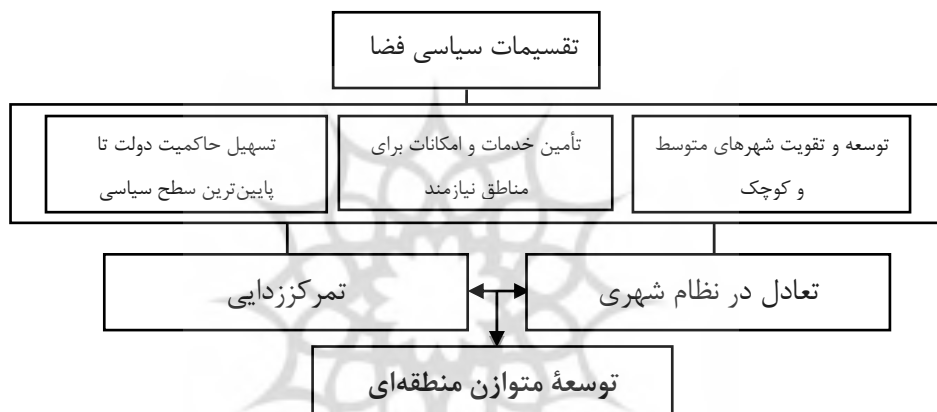 تقسیمات سیاسی فضا
توسعه و تقویت شهرهای متوسط
و کوچک
تأمین خدمات و امکانات برای
مناطق نیازمند
تسهیل حاکمیت دولت تا
پایین‌ترین سطح سیاسی
تعادل در نظام شهری
تمرکززدایی
توسعۀ متوازن منطقه‌ای